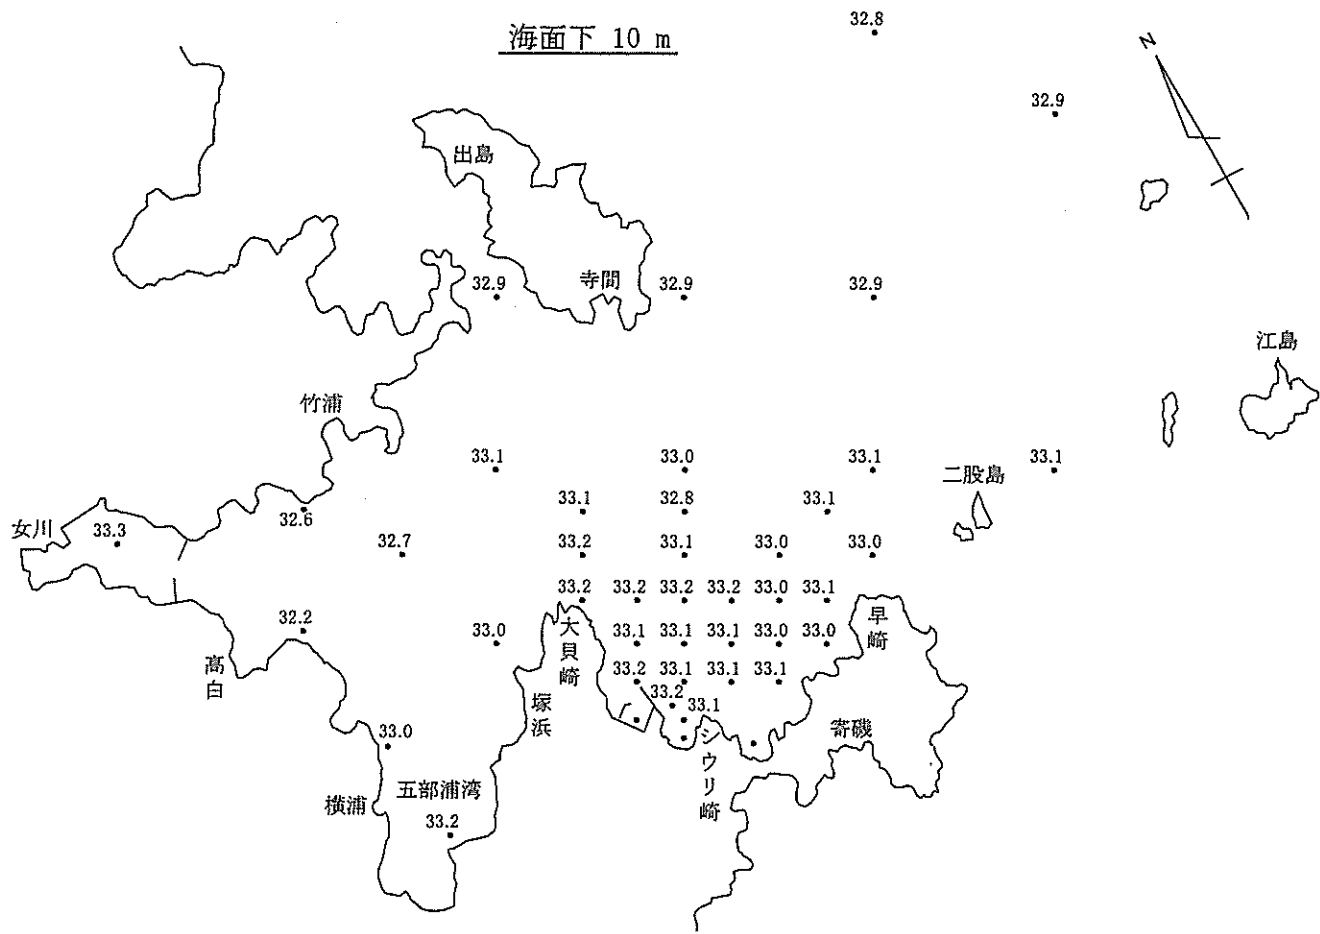 海面下 10 m
32.8
N
32.9
出島
寺間
32.9 32.9 32.9
江島
竹浦
33.1 33.0 33.1 33.1
二股島
33.1 32.8 33.1
女川
33.3
32.6
32.7 33.2 33.1 33.0 33.0
33.2 33.2 33.2 33.2 33.0 33.1
32.2
33.0
大貝崎
33.1 33.1 33.1 33.0 33.0
早崎
高白
33.2 33.1 33.1 33.1
塚浜
33.2
33.1
シウリ崎
寄磯
33.0
横浦
五部浦湾
33.2